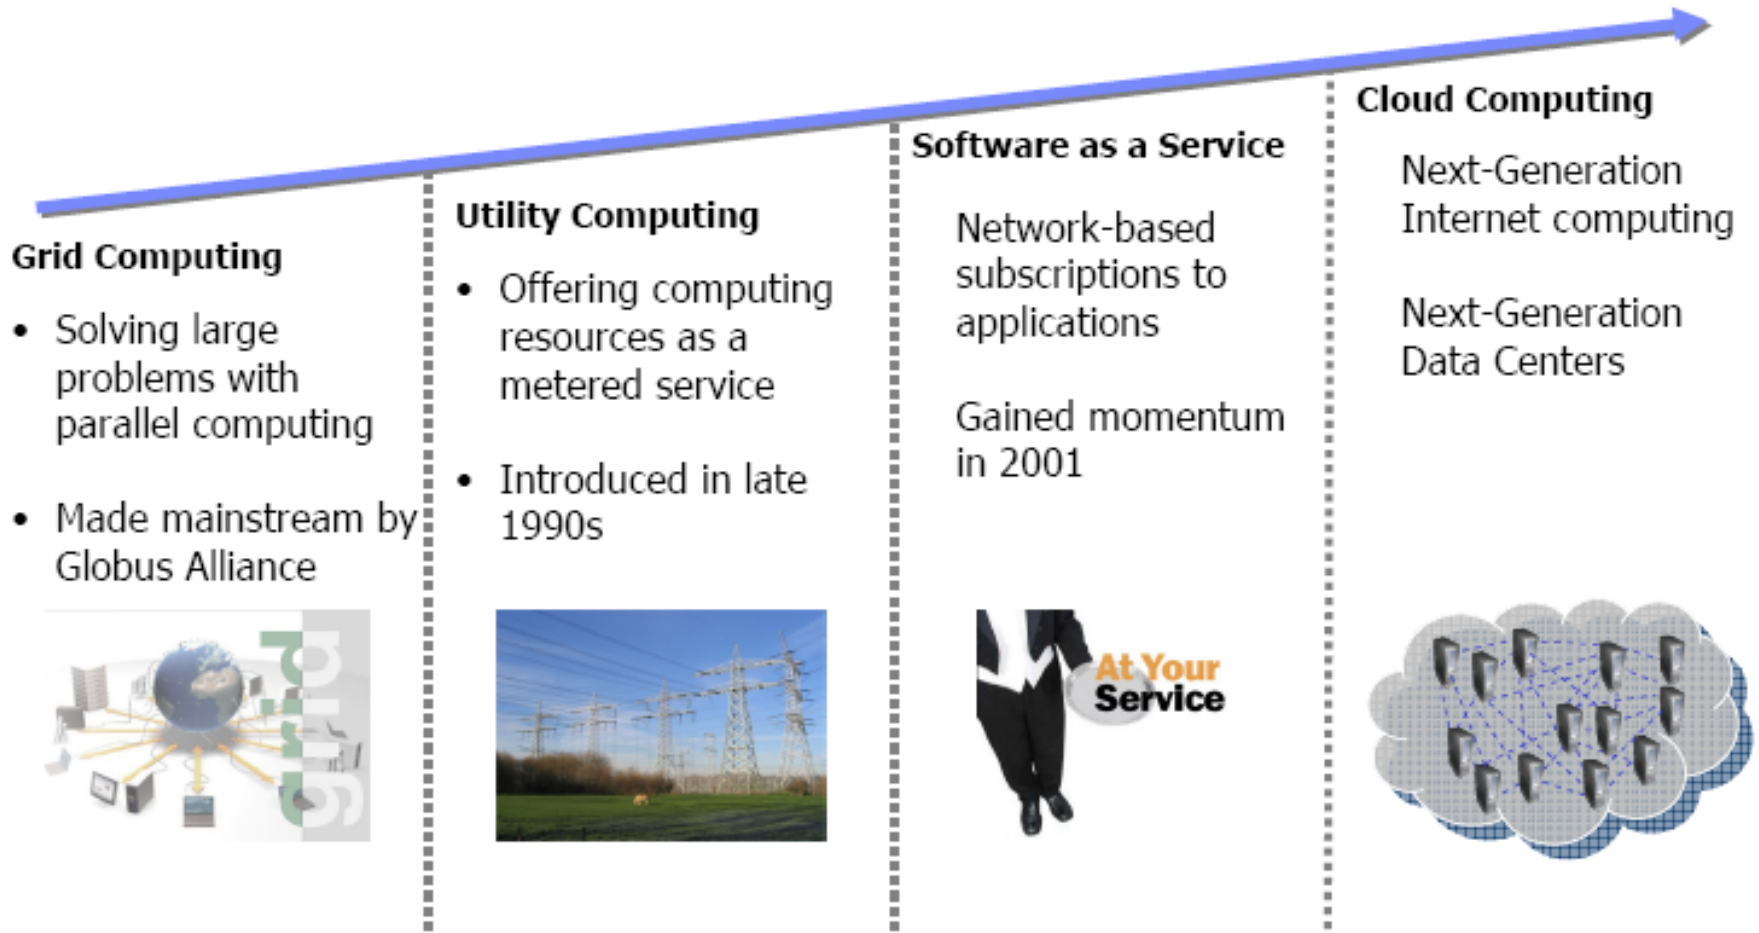 Grid Computing
• Solving large
problems with
parallel computing
• Made mainstream by
Globus Alliance
grid
Utility Computing
• Offering computing
resources as a
metered service
• Introduced in late
1990s
Software as a Service
Network-based
subscriptions to
applications
Gained momentum
in 2001
At Your
Service
Cloud Computing
Next-Generation
Internet computing
Next-Generation
Data Centers